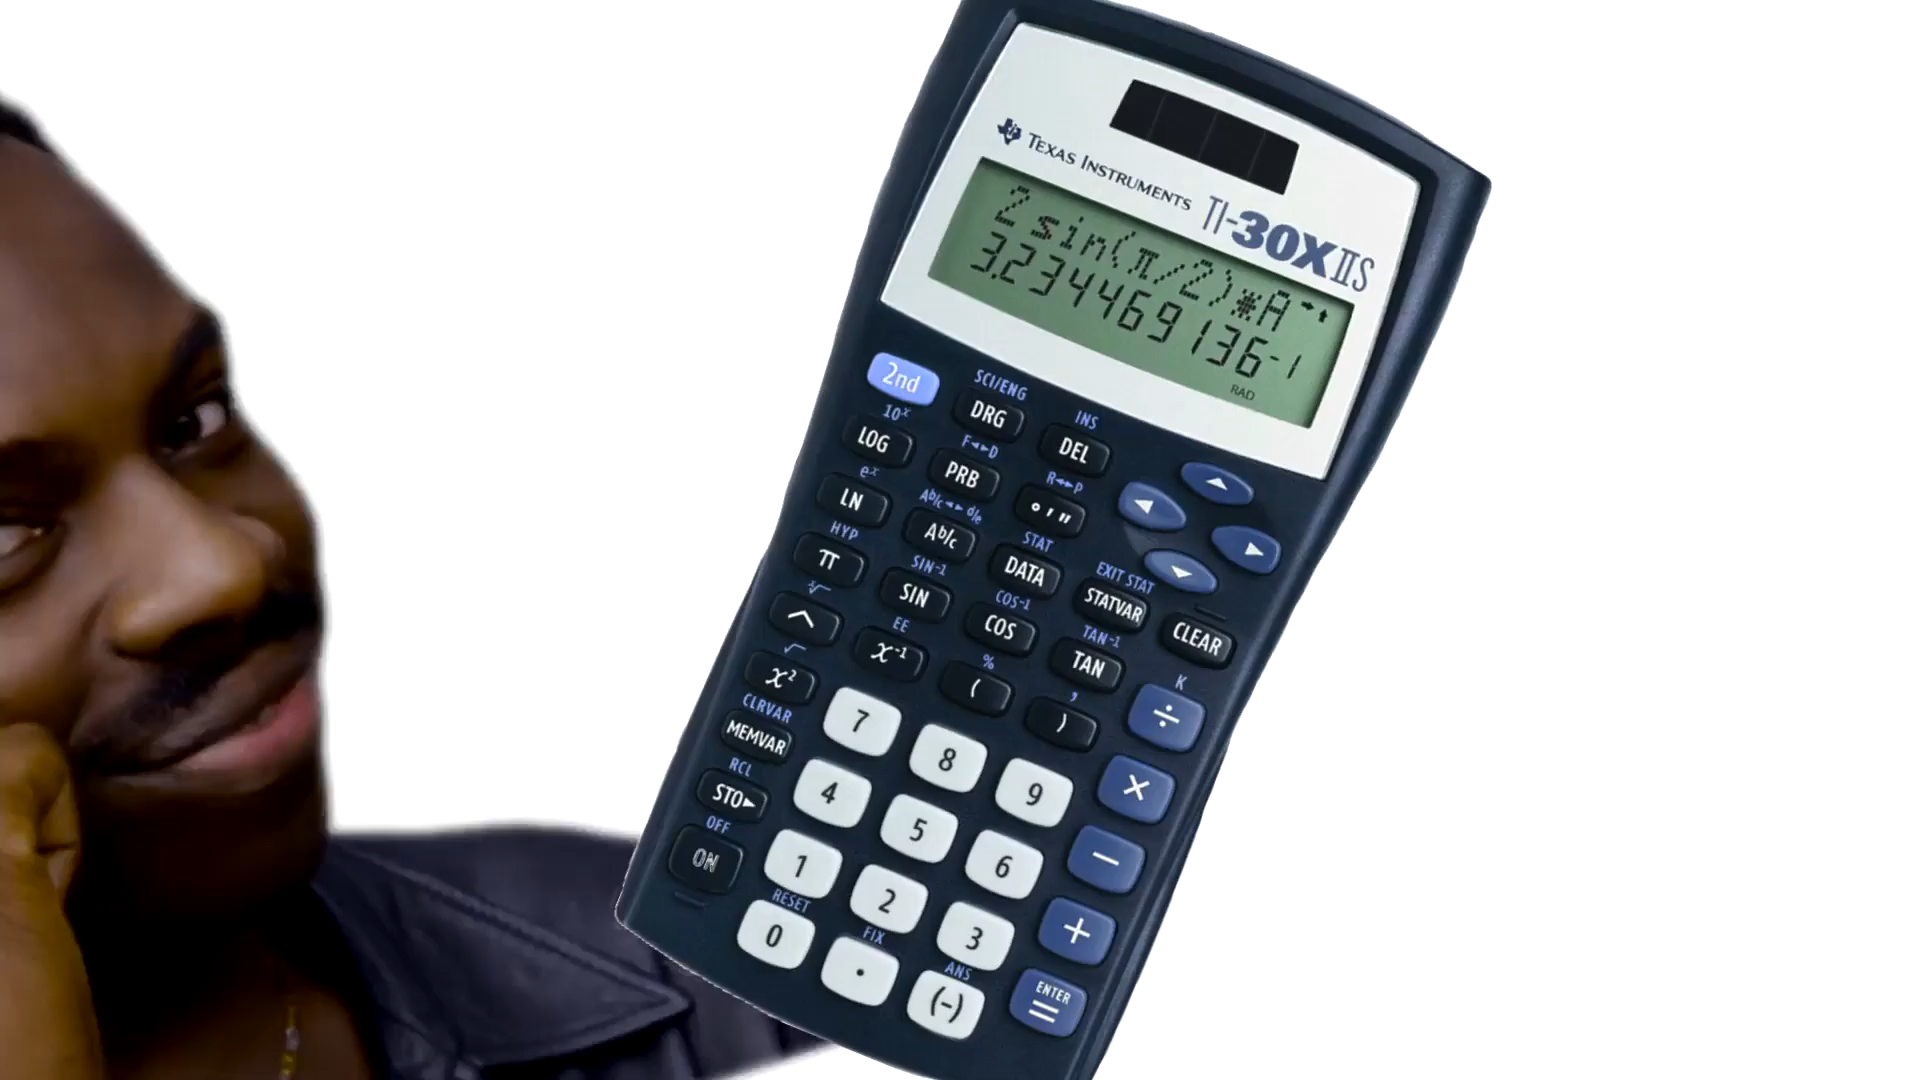 TEXAS INSTRUMENTS TI-30X IIS
2 sin(π/2)*A
3.234469136-1
RAD
2nd
SCI/ENG
DRG
INS
DEL
10ˣ
LOG
F◄►D
PRB
R◄►P
° ' "
eˣ
LN
Ab/c◄►d/e
Ab/c
STAT
DATA
EXIT STAT
STATVAR
CLEAR
HYP
π
SIN-1
SIN
COS-1
COS
TAN-1
TAN
ˣ√
^
EE
x-1
%
(
,
)
K
÷
√
x²
7
8
9
×
CLRVAR
MEMVAR
4
5
6
−
RCL
STO►
1
2
3
+
OFF
ON
RESET
0
FIX
.
ANS
(-)
ENTER
=